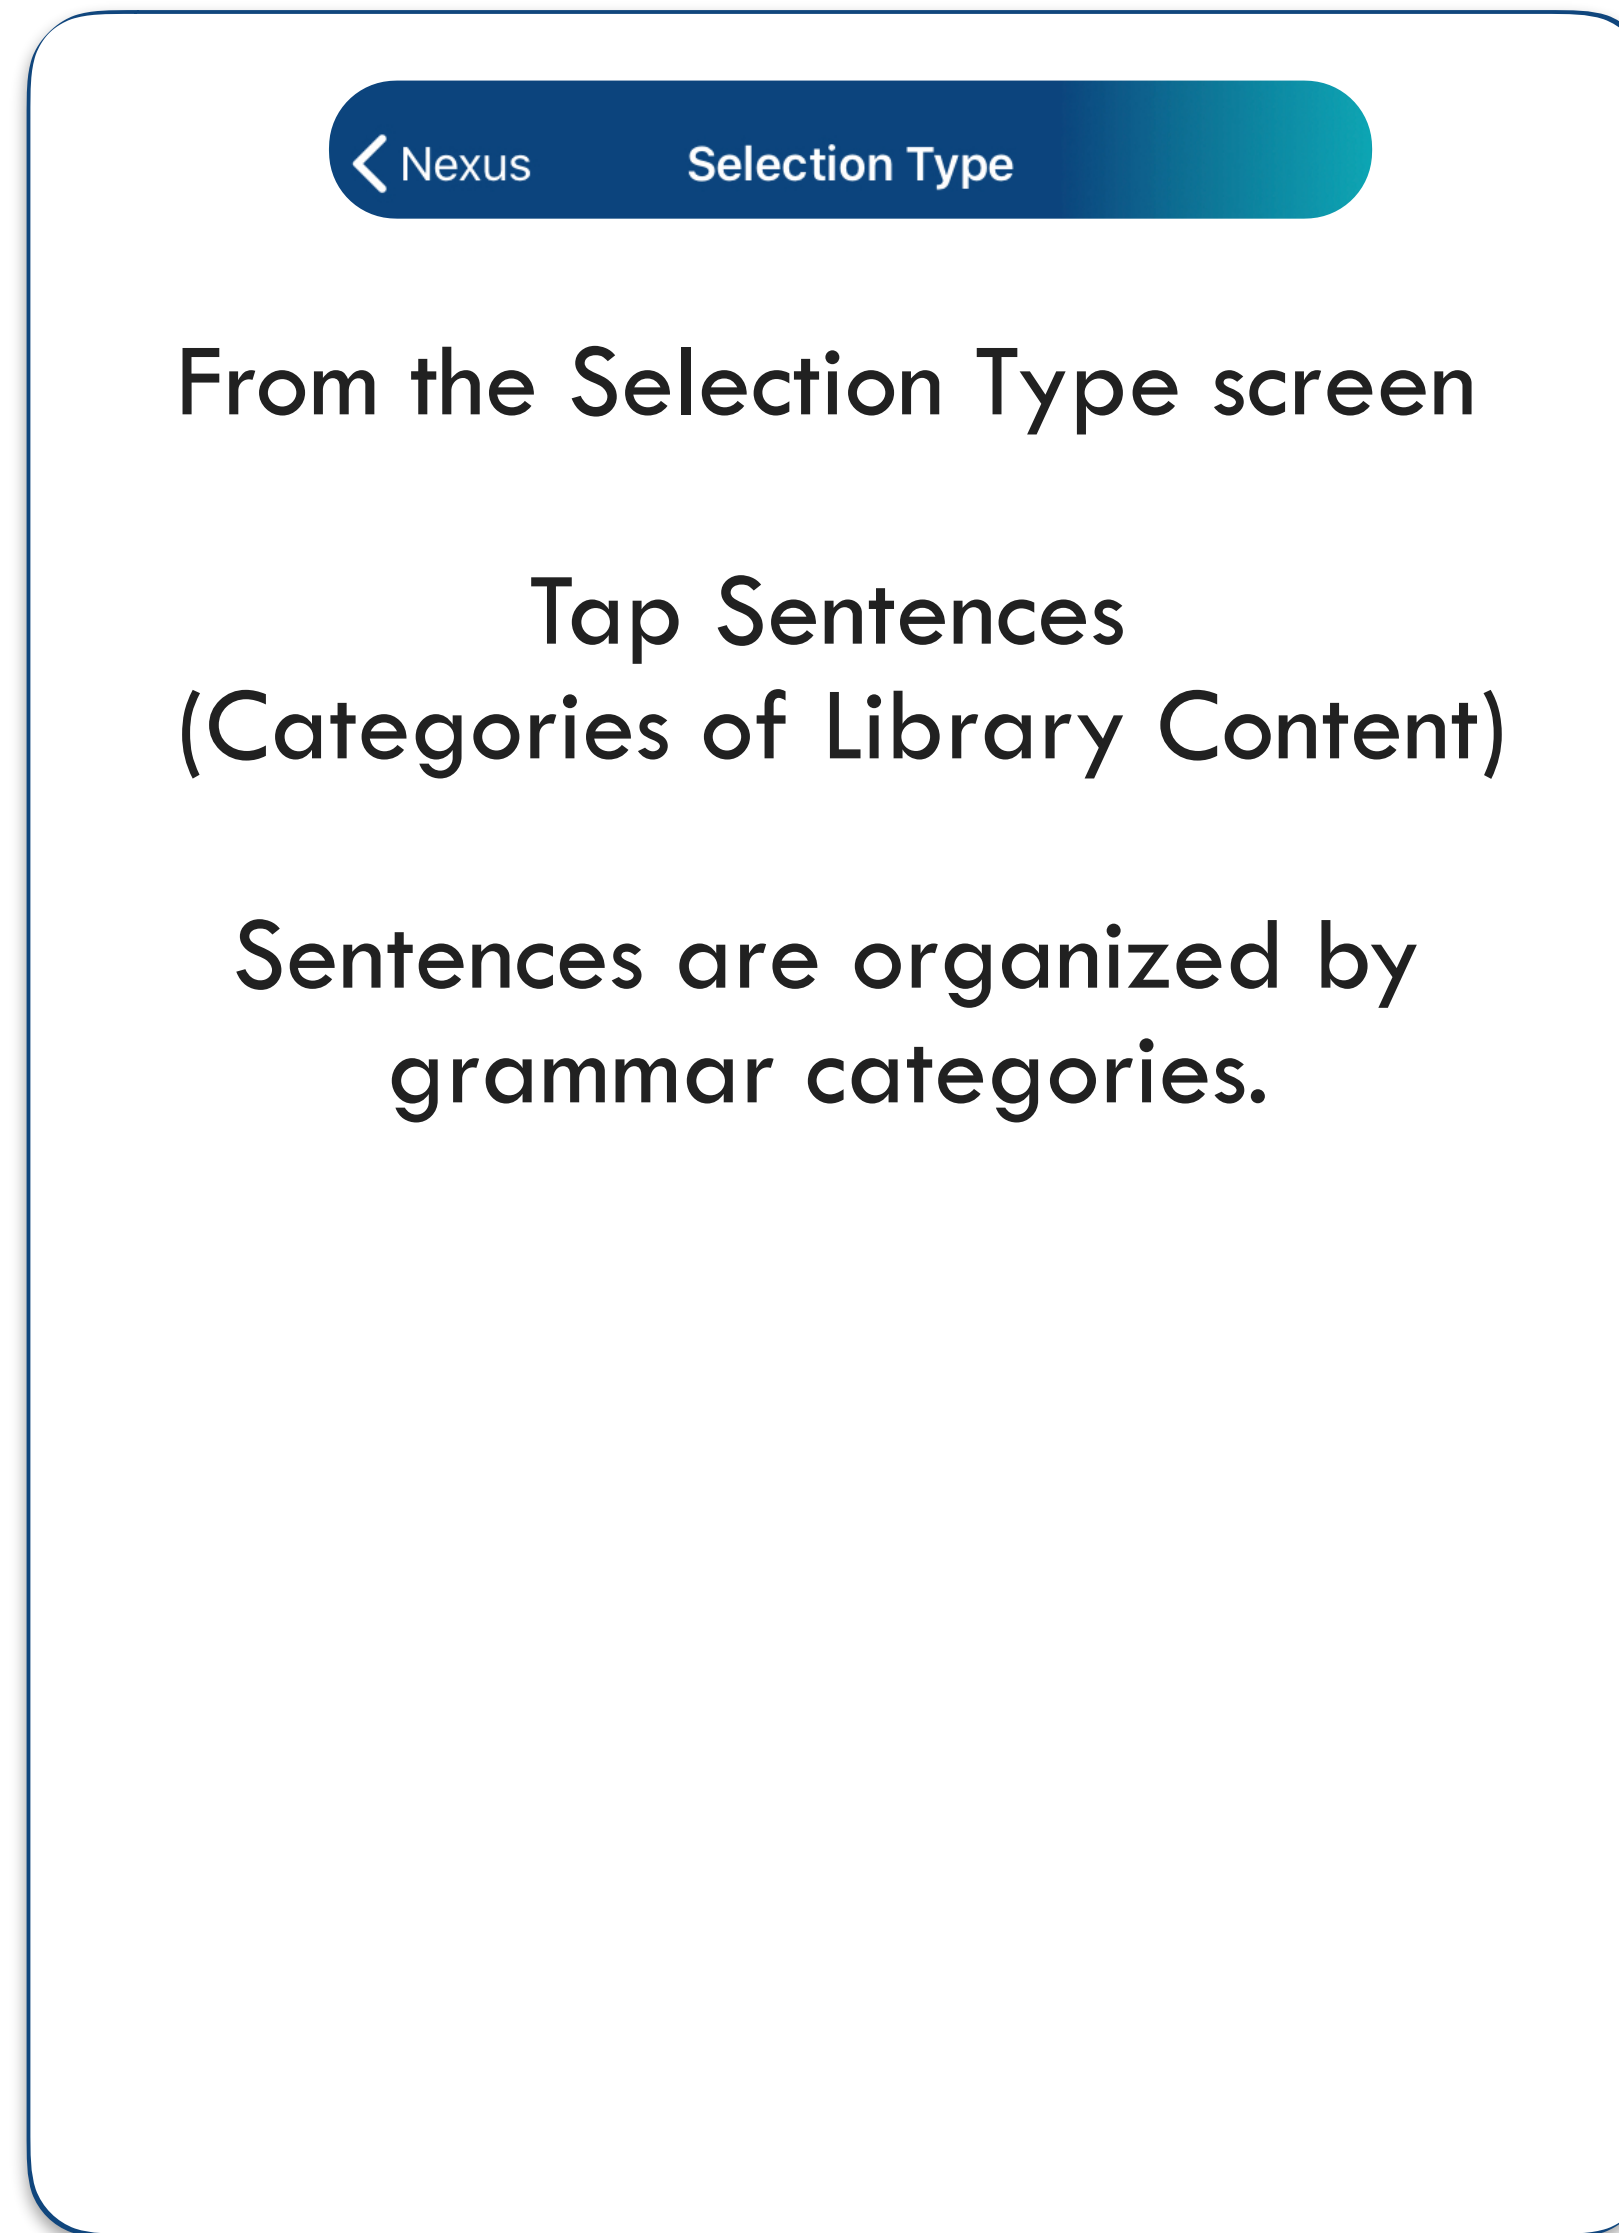 Nexus Selection Type
From the Selection Type screen
Tap Sentences
(Categories of Library Content)
Sentences are organized by
grammar categories.